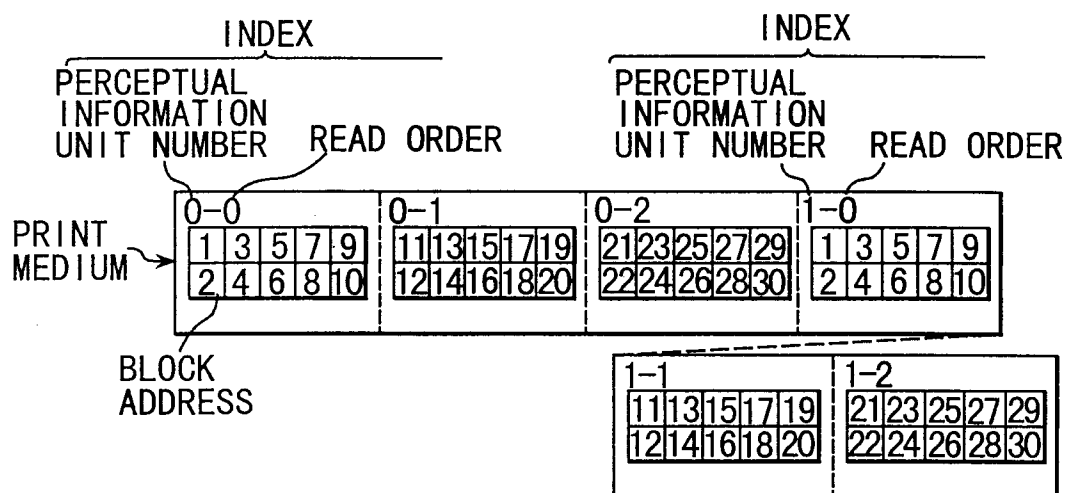 INDEX INDEX
PERCEPTUAL INFORMATION UNIT NUMBER READ ORDER PERCEPTUAL INFORMATION UNIT NUMBER READ ORDER
PRINT MEDIUM
0-0 0-1 0-2 1-0
1 3 5 7 9 11 13 15 17 19 21 23 25 27 29 1 3 5 7 9
2 4 6 8 10 12 14 16 18 20 22 24 26 28 30 2 4 6 8 10
BLOCK ADDRESS
1-1 1-2
11 13 15 17 19 21 23 25 27 29
12 14 16 18 20 22 24 26 28 30